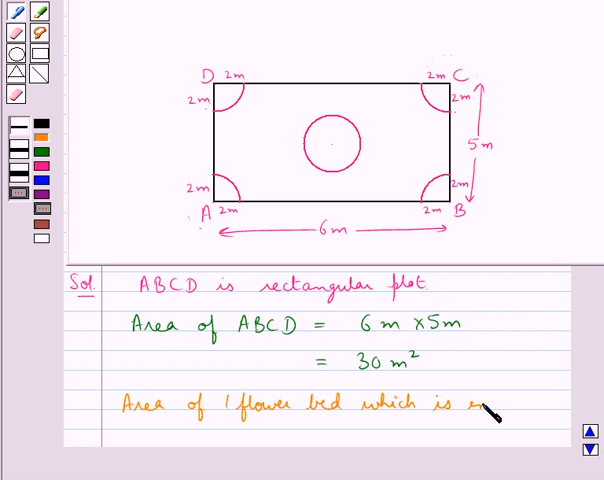 D 2m 2m C
2m 2m
5m
2m 2m
A 2m 2m B
6m
Sol. ABCD is rectangular plot.
Area of ABCD = 6m × 5m
= 30 m²
Area of 1 flower bed which is